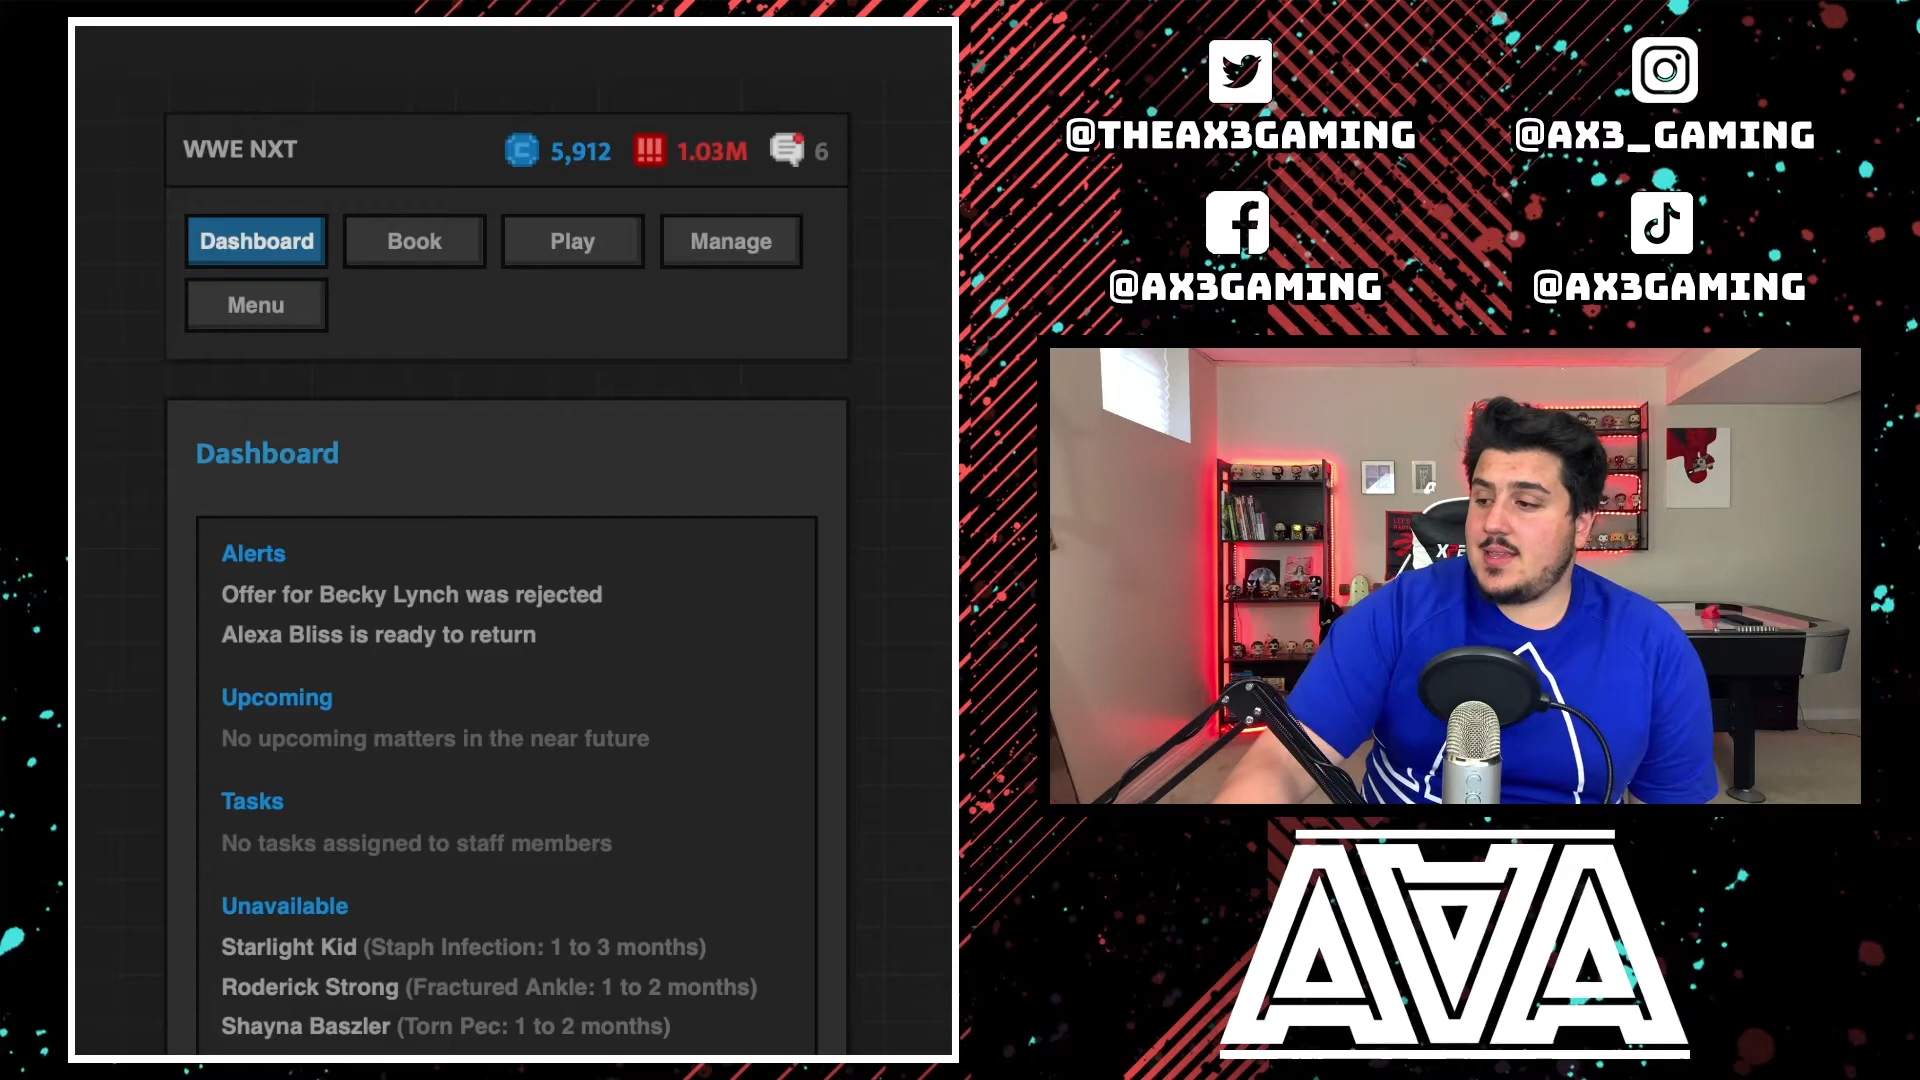 WWE NXT
5,912
1.03M
6
Dashboard
Book
Play
Manage
Menu
Dashboard
Alerts
Offer for Becky Lynch was rejected
Alexa Bliss is ready to return
Upcoming
No upcoming matters in the near future
Tasks
No tasks assigned to staff members
Unavailable
Starlight Kid (Staph Infection: 1 to 3 months)
Roderick Strong (Fractured Ankle: 1 to 2 months)
Shayna Baszler (Torn Pec: 1 to 2 months)
@THEAX3GAMING
@AX3_GAMING
@AX3GAMING
@AX3GAMING